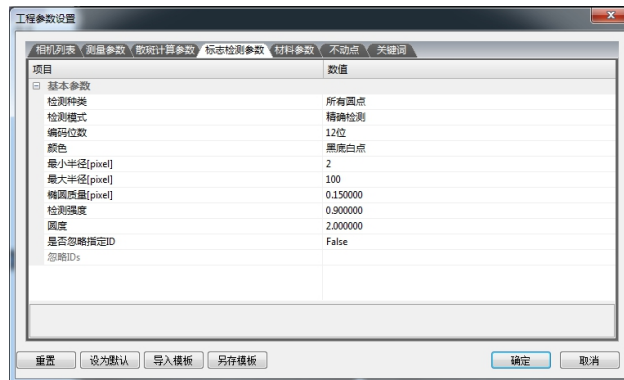 工程参数设置
相机列表 测量参数 散斑计算参数 标志检测参数 材料参数 不动点 关键词
项目 数值
基本参数
检测种类 所有圆点
检测模式 精确检测
编码位数 12位
颜色 黑底白点
最小半径[pixel] 2
最大半径[pixel] 100
椭圆质量[pixel] 0.150000
检测强度 0.900000
圆度 2.000000
是否忽略指定ID False
忽略IDs
重置 设为默认 导入模板 另存模板 确定 取消